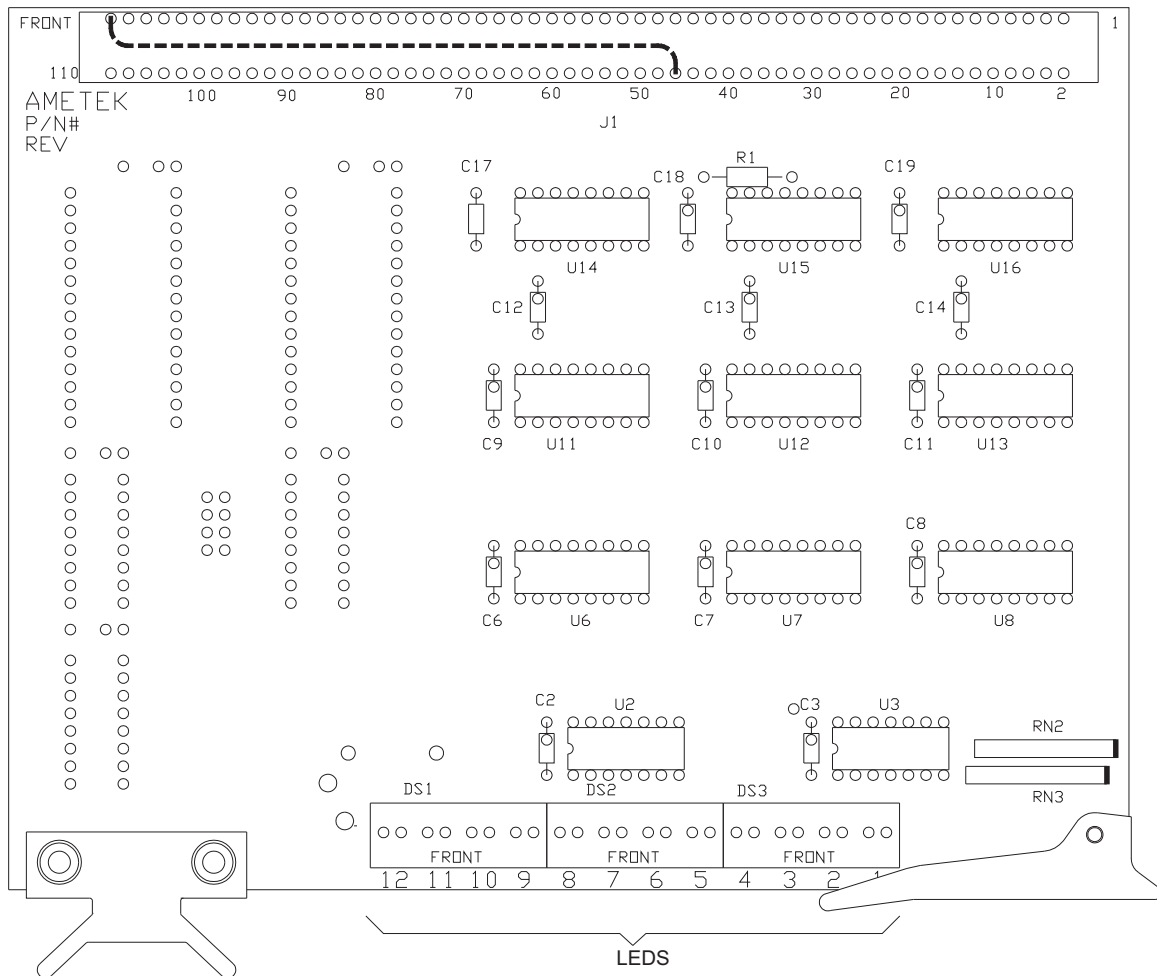 FRONT 1
110
100 90 80 70 60 50 40 30 20 10 2
AMETEK
P/N#
REV
J1
C17 C18 R1 C19
U14 U15 U16
C12 C13 C14
C9 U11 C10 U12 C11 U13
C8
C6 U6 C7 U7 U8
C2 U2 C3 U3
RN2
DS1 DS2 DS3 RN3
FRONT FRONT FRONT
12 11 10 9 8 7 6 5 4 3 2 1
LEDS